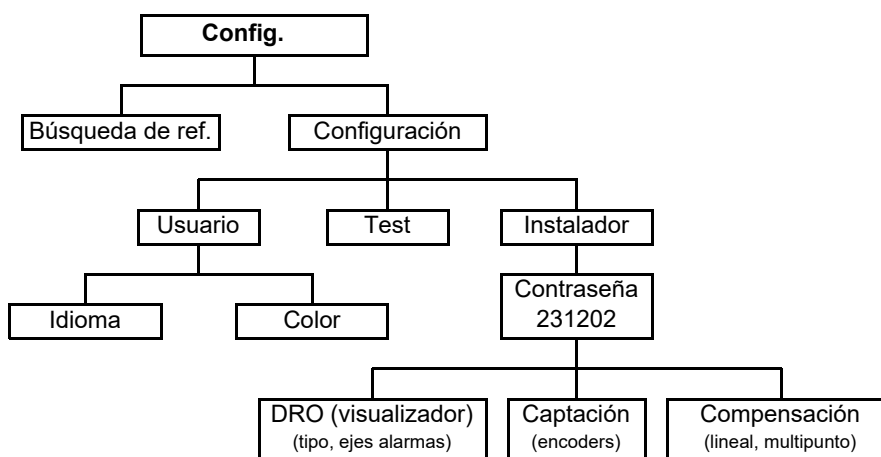 Config.
Búsqueda de ref.
Configuración
Usuario
Test
Instalador
Idioma
Color
Contraseña
231202
DRO (visualizador)
(tipo, ejes alarmas)
Captación
(encoders)
Compensación
(lineal, multipunto)